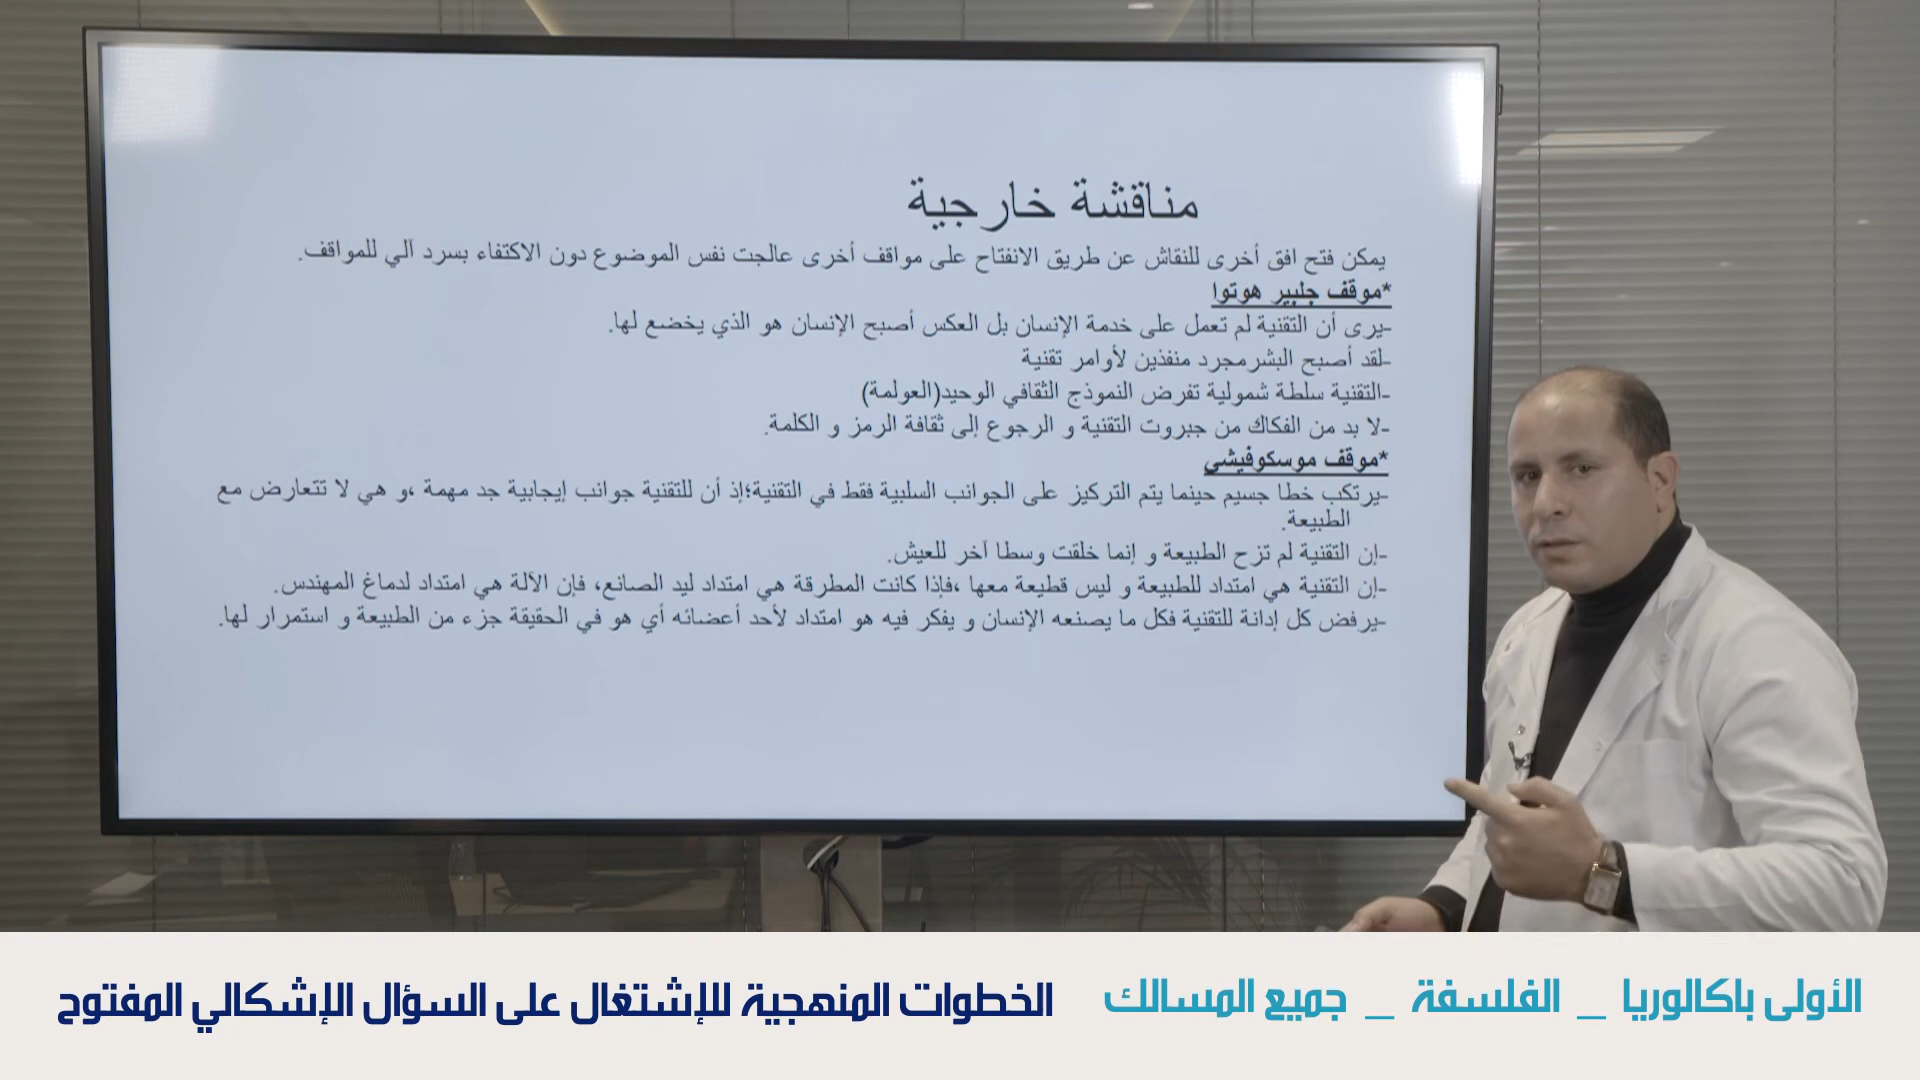 مناقشة خارجية
يمكن فتح افق أخرى للنقاش عن طريق الانفتاح على مواقف أخرى عالجت نفس الموضوع دون الاكتفاء بسرد آلي للمواقف.
*موقف جلبير هوتوا
-يرى أن التقنية لم تعمل على خدمة الإنسان بل العكس أصبح الإنسان هو الذي يخضع لها.
-لقد أصبح البشرمجرد منفذين لأوامر تقنية
-التقنية سلطة شمولية تفرض النموذج الثقافي الوحيد(العولمة)
-لا بد من الفكاك من جبروت التقنية و الرجوع إلى ثقافة الرمز و الكلمة.
*موقف موسكوفيشي
-يرتكب خطا جسيم حينما يتم التركيز على الجوانب السلبية فقط في التقنية؛إذ أن للتقنية جوانب إيجابية جد مهمة ،و هي لا تتعارض مع
الطبيعة.
-إن التقنية لم تزح الطبيعة و إنما خلقت وسطا آخر للعيش.
-إن التقنية هي امتداد للطبيعة و ليس قطيعة معها ،فإذا كانت المطرقة هي امتداد ليد الصانع، فإن الآلة هي امتداد لدماغ المهندس.
-يرفض كل إدانة للتقنية فكل ما يصنعه الإنسان و يفكر فيه هو امتداد لأحد أعضائه أي هو في الحقيقة جزء من الطبيعة و استمرار لها.
الأولى باكالوريا _ الفلسفة _ جميع المسالك الخطوات المنهجية للإشتغال على السؤال الإشكالي المفتوح